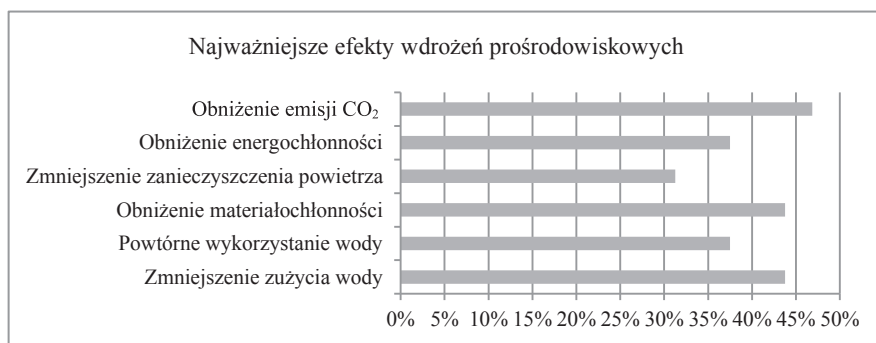 Najważniejsze efekty wdrożeń prośrodowiskowych
Obniżenie emisji CO₂
Obniżenie energochłonności
Zmniejszenie zanieczyszczenia powietrza
Obniżenie materiałochłonności
Powtórne wykorzystanie wody
Zmniejszenie zużycia wody
0% 5% 10% 15% 20% 25% 30% 35% 40% 45% 50%